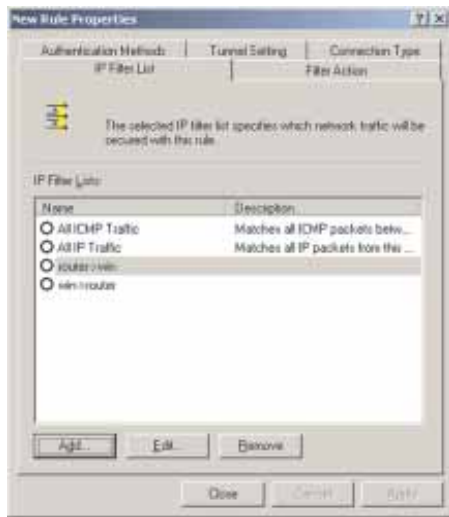 New Rule Properties
Authentication Methods Tunnel Setting Connection Type
IP Filter List Filter Action
The selected IP filter list specifies which network traffic will be
secured with this rule.
IP Filter Lists:
Name Description
All ICMP Traffic Matches all ICMP packets betw...
All IP Traffic Matches all IP packets from this ...
router->win
win->router
Add... Edit... Remove
Close Cancel Apply